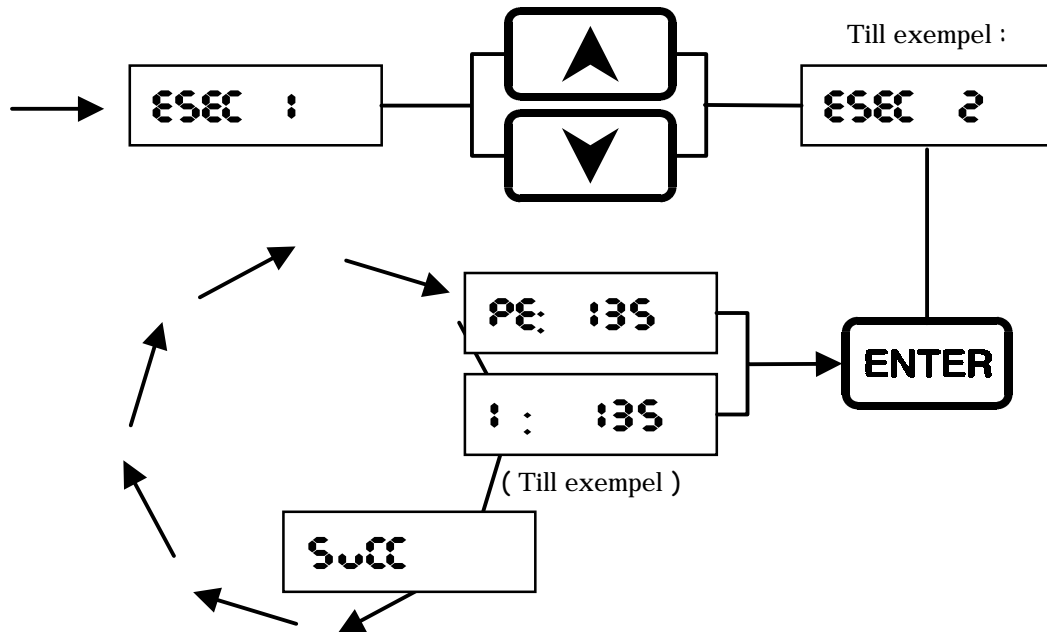 Till exempel :
ESEC 1
ESEC 2
PE: 135
ENTER
1 : 135
( Till exempel )
SuCC